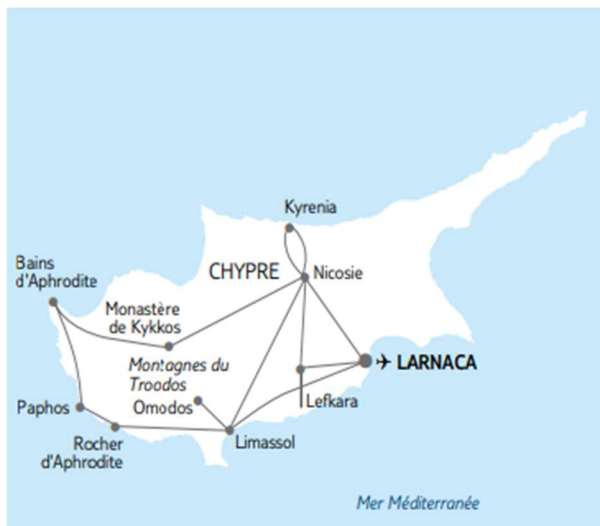 Kyrenia
CHYPRE
Nicosie
Bains
d'Aphrodite
Monastère
de Kykkos
Montagnes du
Troodos
LARNACA
Paphos
Omodos
Lefkara
Rocher
d'Aphrodite
Limassol
Mer Méditerranée